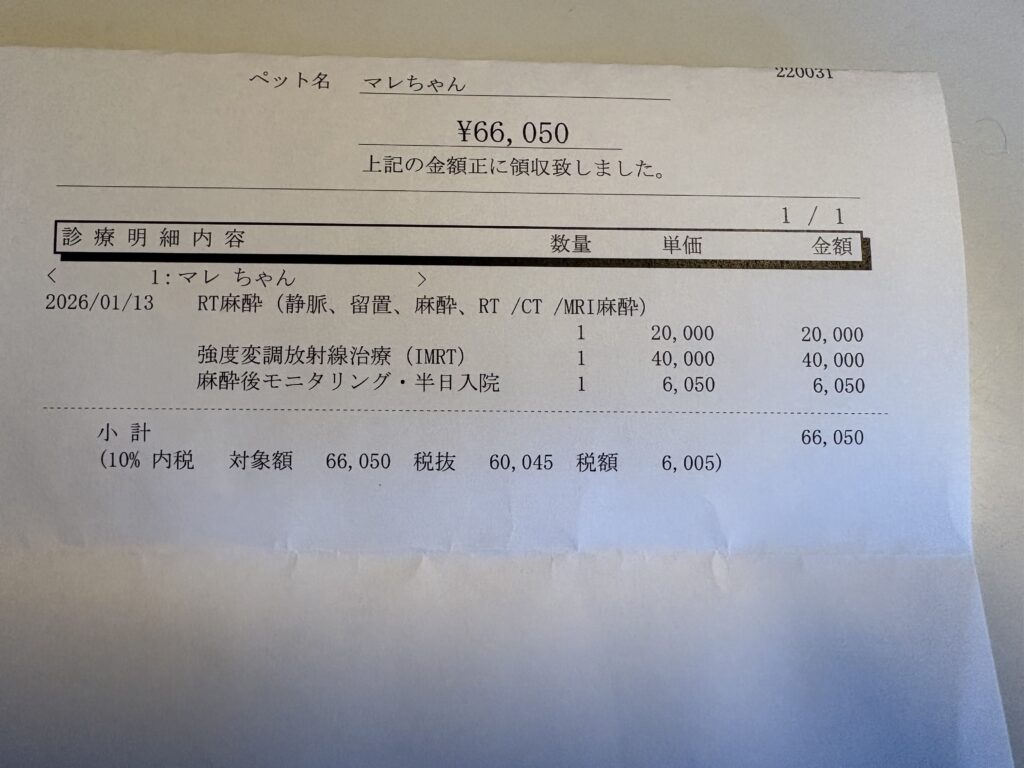 220031
ペット名 マレちゃん
¥66,050
上記の金額正に領収致しました。
1 / 1
診療明細内容 数量 単価 金額
< 1:マレ ちゃん >
2026/01/13 RT麻酔 (静脈、留置、麻酔、RT /CT /MRI麻酔)
1 20,000 20,000
強度変調放射線治療 (IMRT) 1 40,000 40,000
麻酔後モニタリング・半日入院 1 6,050 6,050
小 計 66,050
(10% 内税 対象額 66,050 税抜 60,045 税額 6,005)